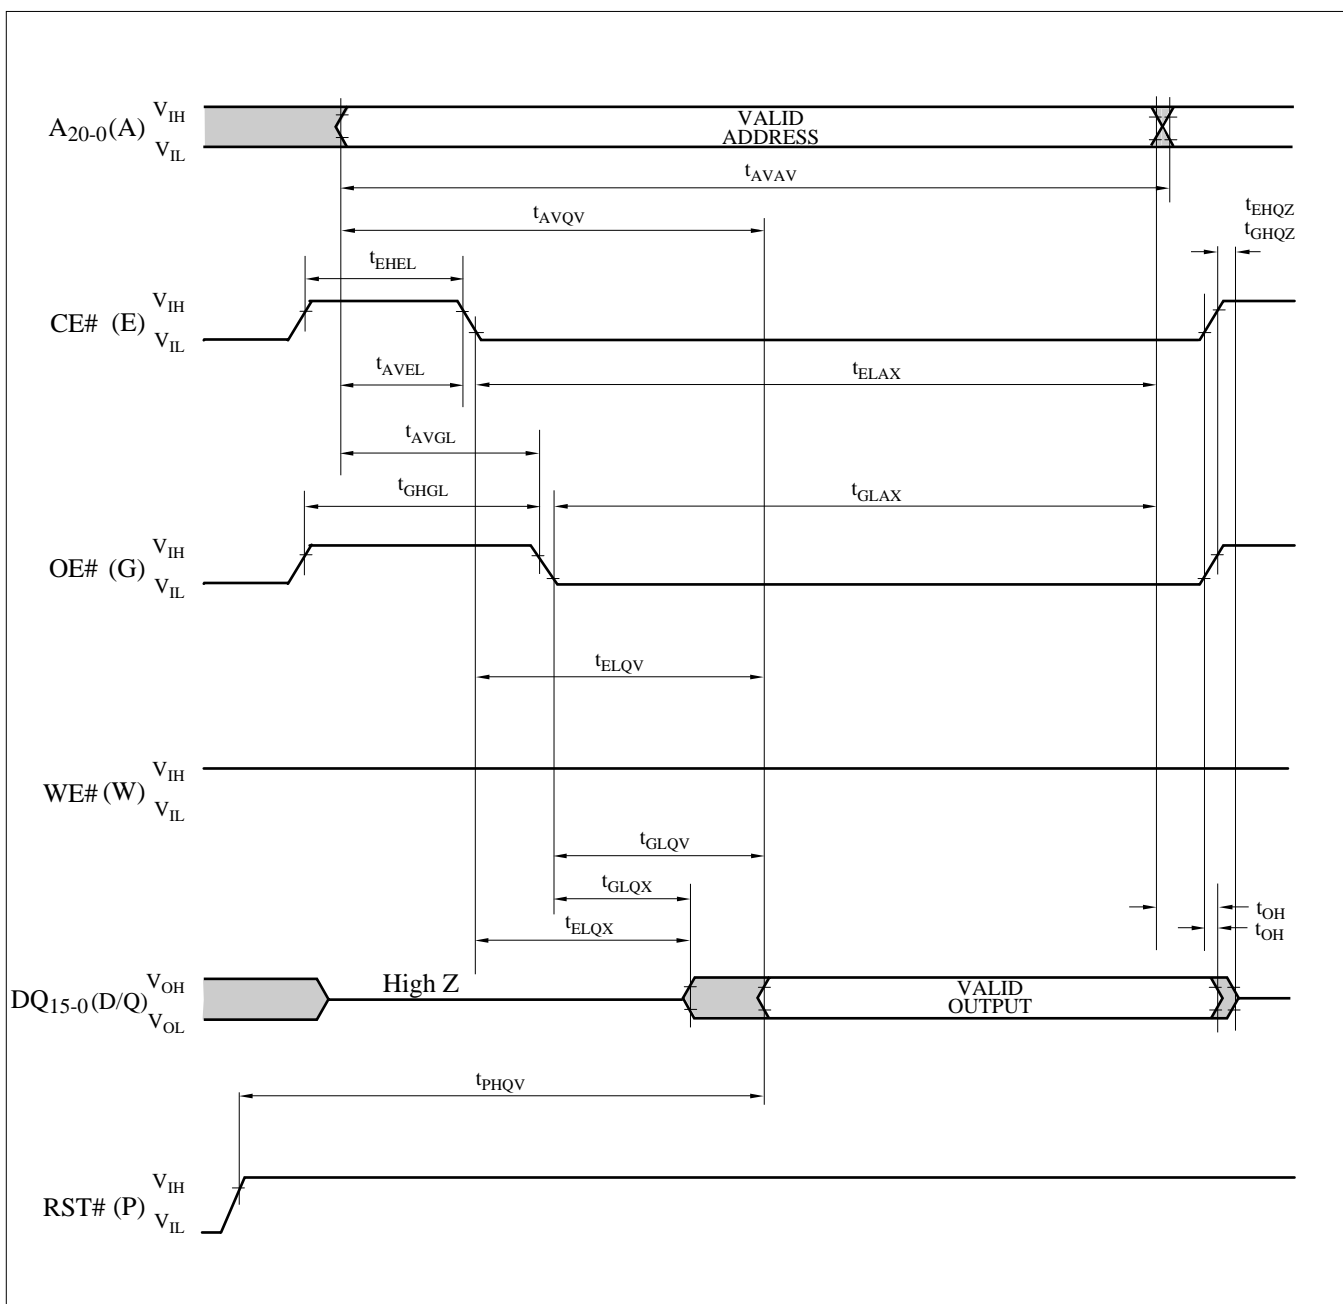 A20-0(A) VIH VIL VALID ADDRESS
tAVAV
tAVQV
tEHQZ
tGHQZ
tEHEL
CE# (E) VIH VIL
tAVEL tELAX
tAVGL
tGHGL tGLAX
OE# (G) VIH VIL
tELQV
WE# (W) VIH VIL
tGLQV
tGLQX
tOH
tELQX
tOH
DQ15-0(D/Q) VOH VOL High Z VALID OUTPUT
tPHQV
RST# (P) VIH VIL